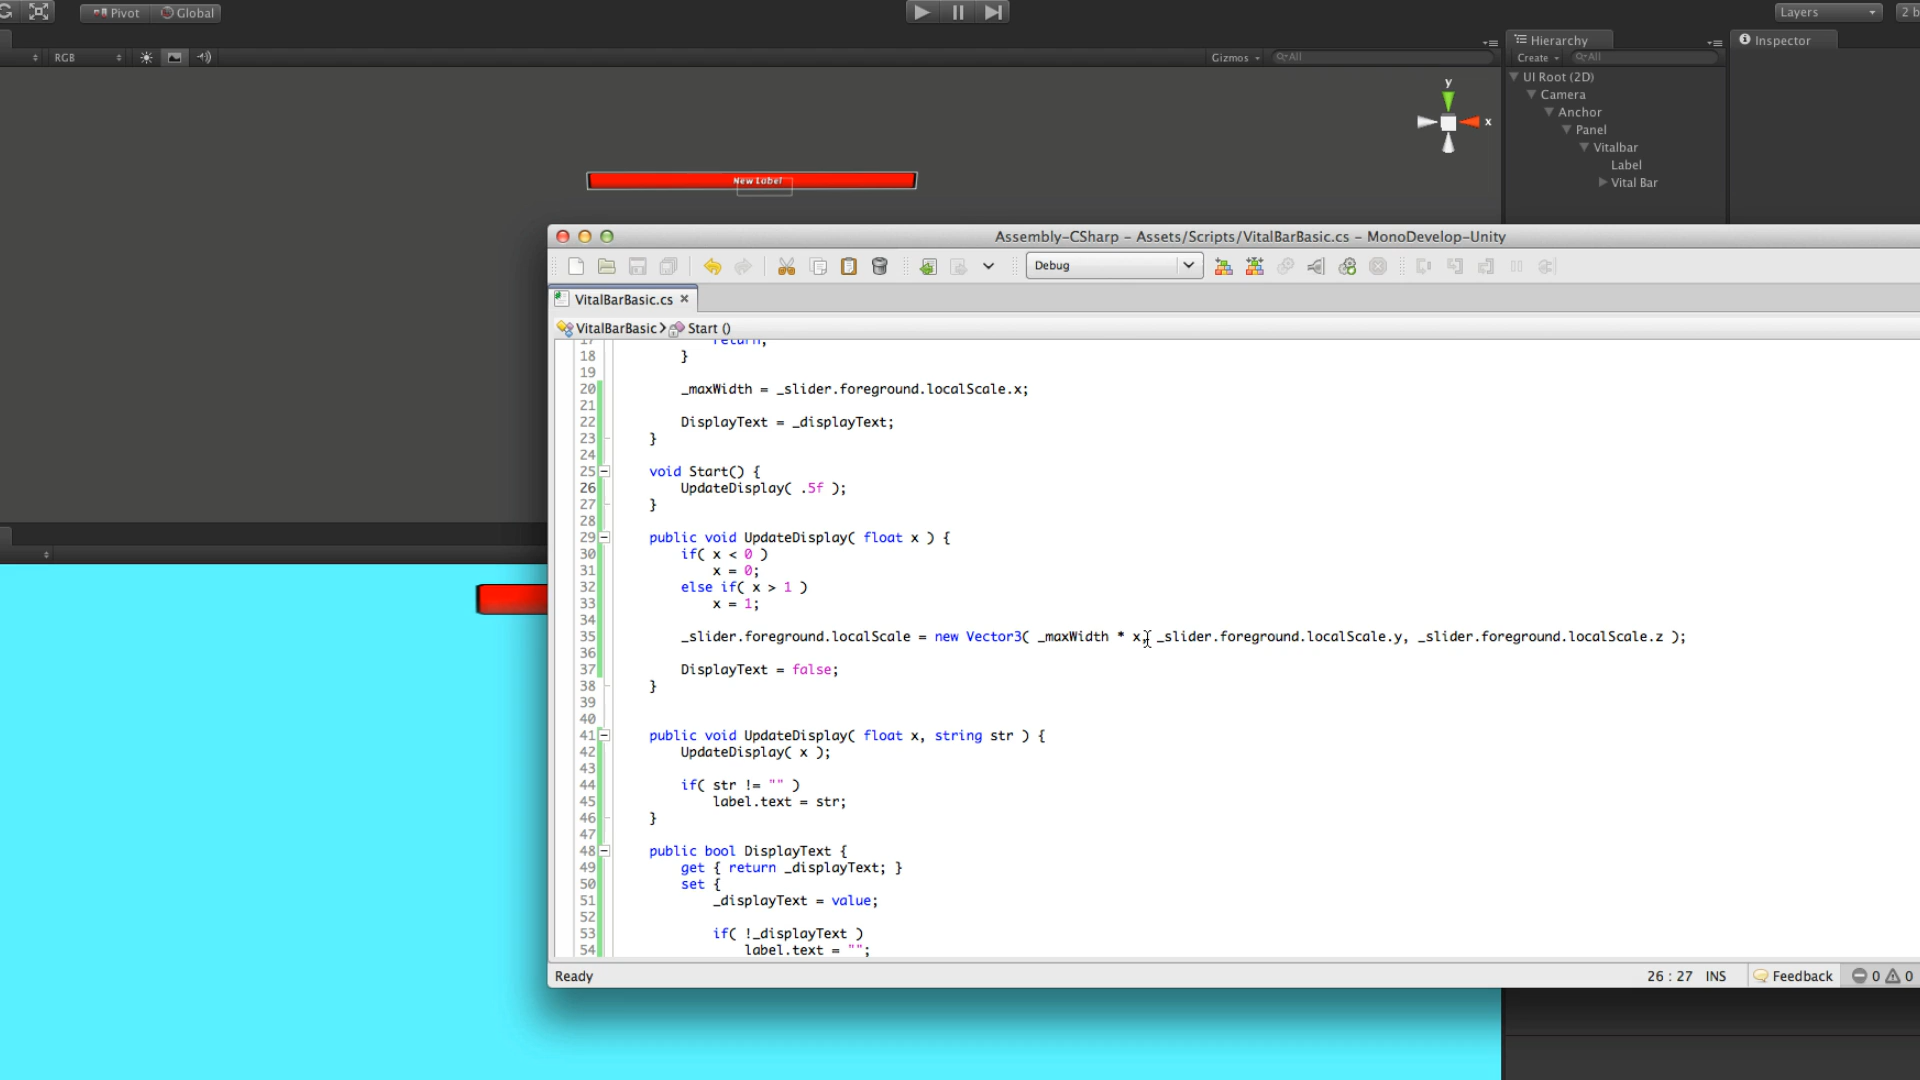 Pivot Global Layers 2 b
RGB Gizmos All Hierarchy Inspector
Create All
UI Root (2D)
Camera
Anchor
Panel
Vitalbar
Label
Vital Bar
y
x
New Label
Assembly-CSharp – Assets/Scripts/VitalBarBasic.cs – MonoDevelop-Unity
Debug
VitalBarBasic.cs
VitalBarBasic Start ()
17 return;
18 }
19
20 _maxWidth = _slider.foreground.localScale.x;
21
22 DisplayText = _displayText;
23 }
24
25 void Start() {
26 UpdateDisplay( .5f );
27 }
28
29 public void UpdateDisplay( float x ) {
30 if( x < 0 )
31 x = 0;
32 else if( x > 1 )
33 x = 1;
34
35 _slider.foreground.localScale = new Vector3( _maxWidth * x, _slider.foreground.localScale.y, _slider.foreground.localScale.z );
36
37 DisplayText = false;
38 }
39
40
41 public void UpdateDisplay( float x, string str ) {
42 UpdateDisplay( x );
43
44 if( str != "" )
45 label.text = str;
46 }
47
48 public bool DisplayText {
49 get { return _displayText; }
50 set {
51 _displayText = value;
52
53 if( !_displayText )
54 label.text = "";
Ready 26 : 27 INS Feedback 0 0